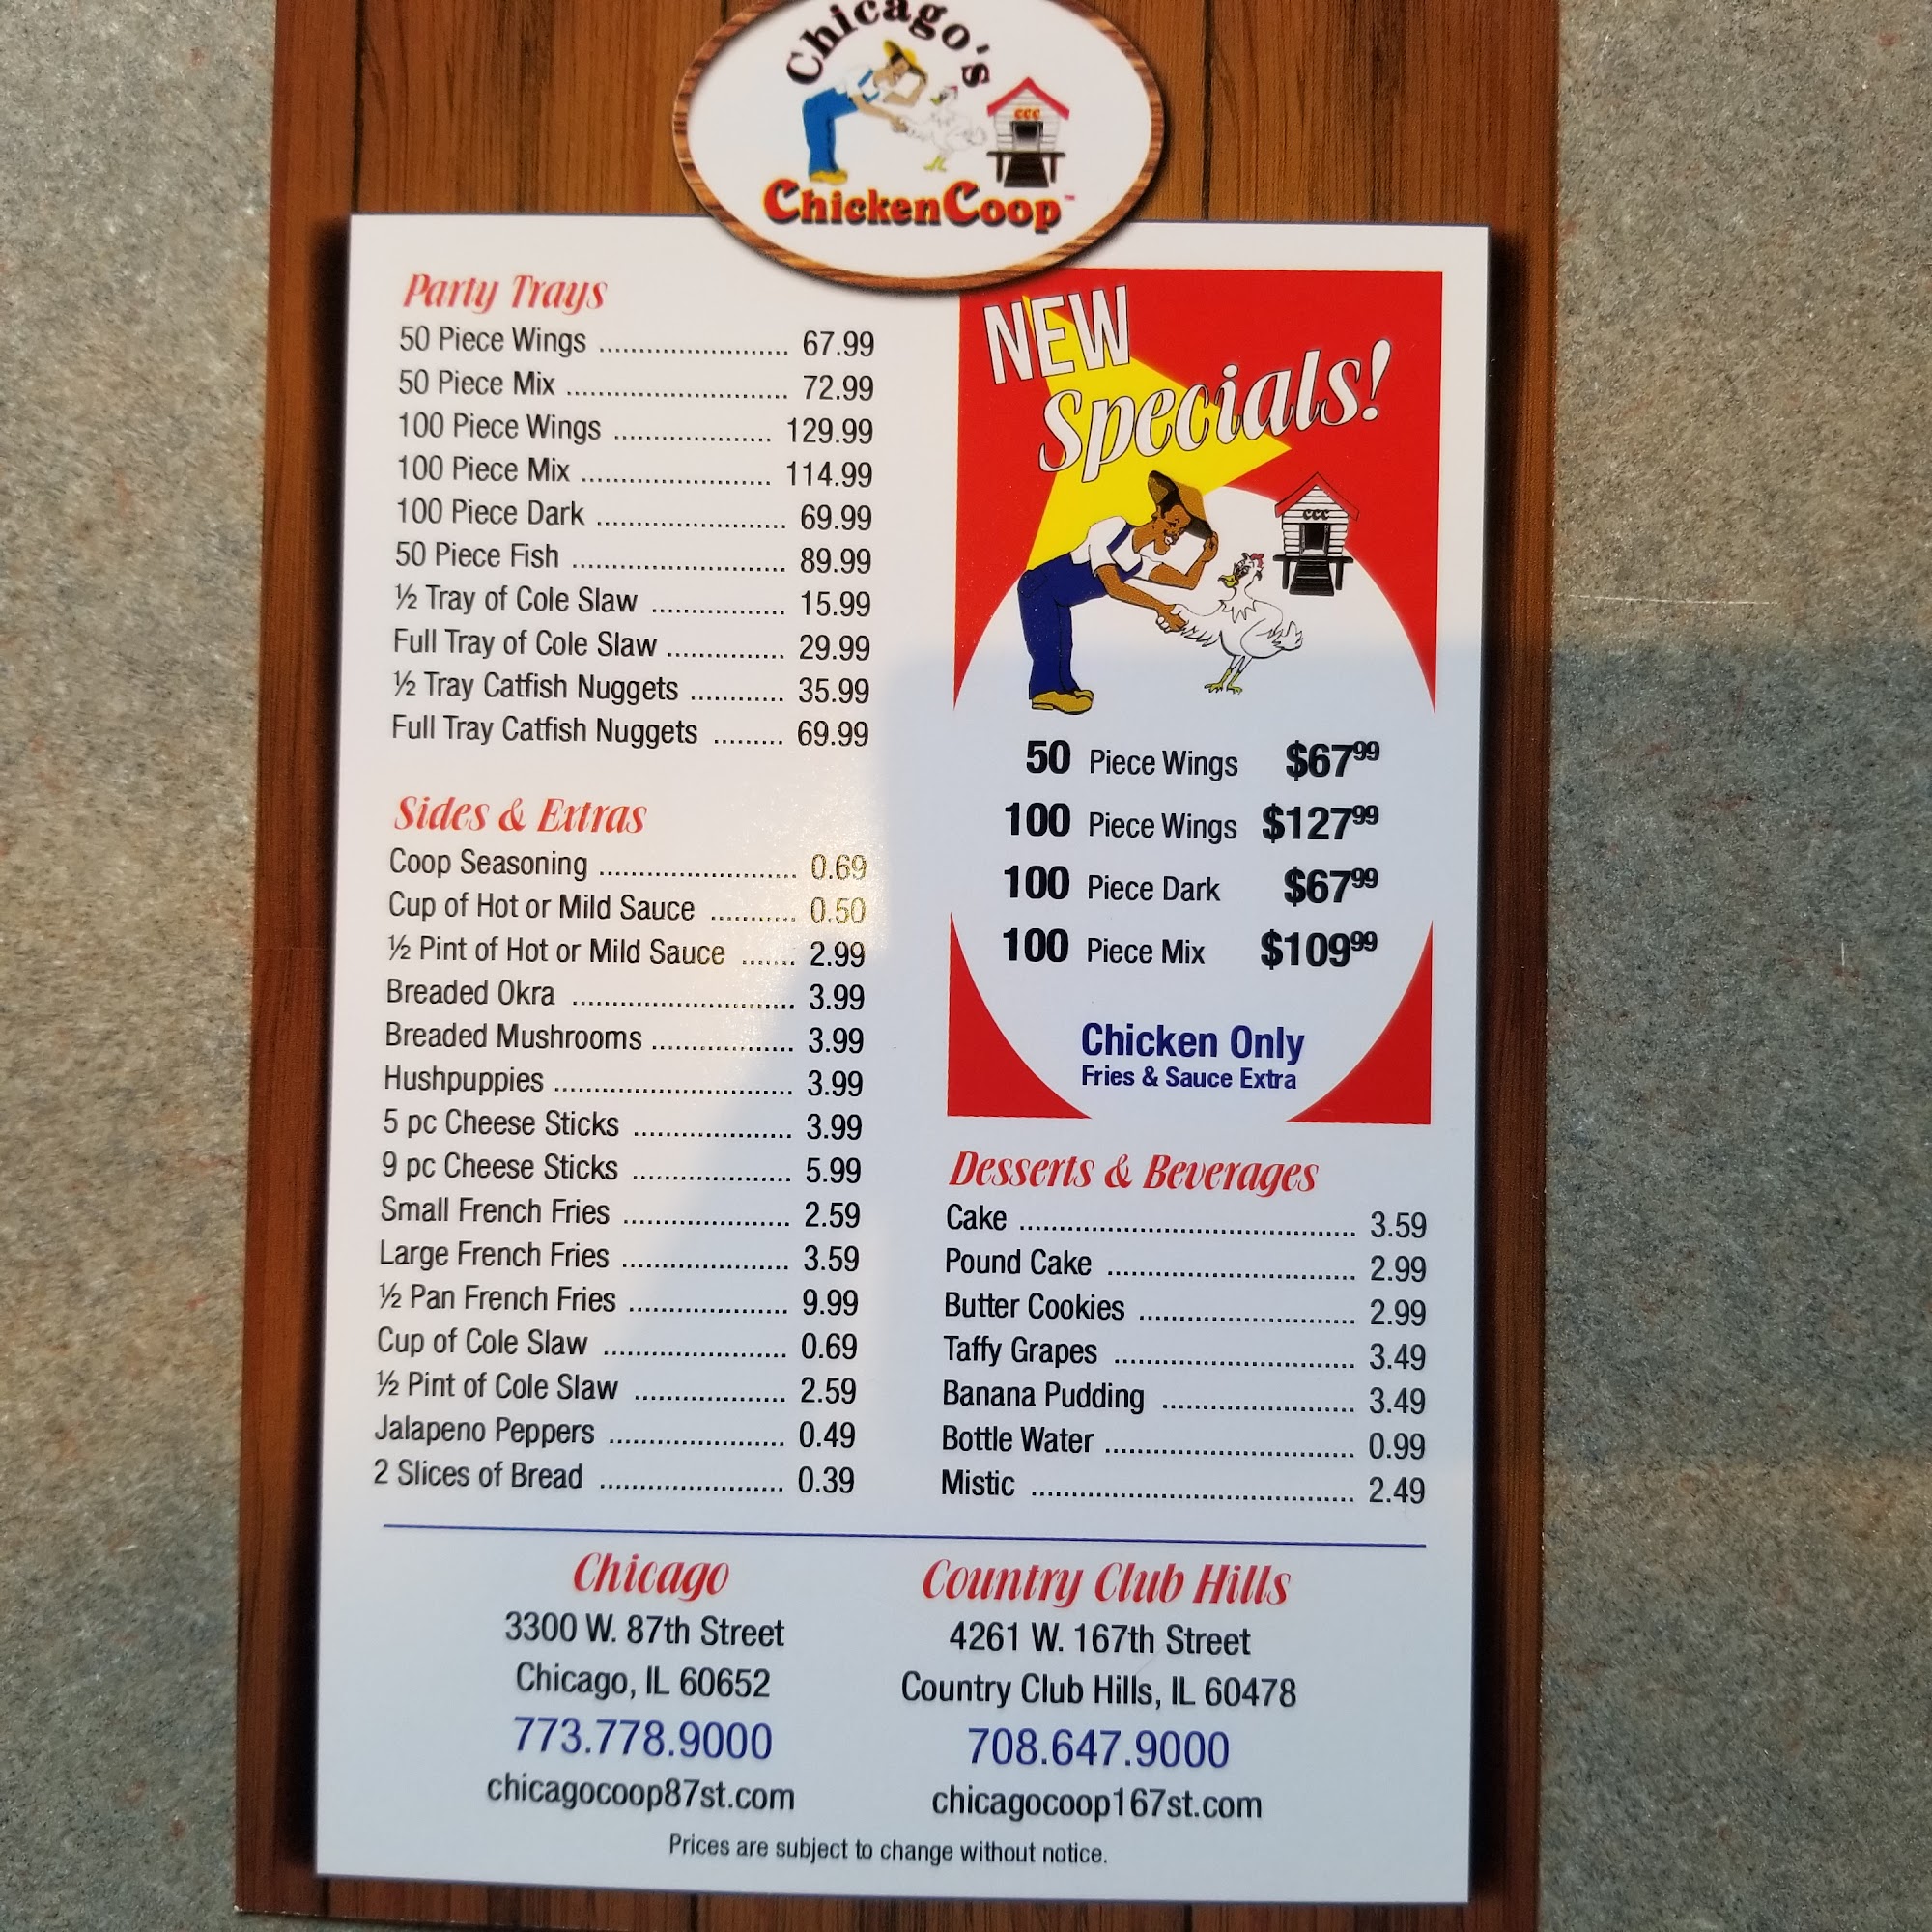 Chicago's
CCC
ChickenCoop™
Party Trays
50 Piece Wings ........................ 67.99
50 Piece Mix ............................ 72.99
100 Piece Wings .................... 129.99
100 Piece Mix ........................ 114.99
100 Piece Dark ........................ 69.99
50 Piece Fish ........................... 89.99
½ Tray of Cole Slaw ................. 15.99
Full Tray of Cole Slaw ............... 29.99
½ Tray Catfish Nuggets ............ 35.99
Full Tray Catfish Nuggets ......... 69.99
Sides & Extras
Coop Seasoning ......................... 0.69
Cup of Hot or Mild Sauce ........... 0.50
½ Pint of Hot or Mild Sauce ....... 2.99
Breaded Okra ............................ 3.99
Breaded Mushrooms .................. 3.99
Hushpuppies .............................. 3.99
5 pc Cheese Sticks .................... 3.99
9 pc Cheese Sticks .................... 5.99
Small French Fries ..................... 2.59
Large French Fries ..................... 3.59
½ Pan French Fries .................... 9.99
Cup of Cole Slaw ....................... 0.69
½ Pint of Cole Slaw ................... 2.59
Jalapeno Peppers ...................... 0.49
2 Slices of Bread ....................... 0.39
NEW
Specials!
CCC
50 Piece Wings $67⁹⁹
100 Piece Wings $127⁹⁹
100 Piece Dark $67⁹⁹
100 Piece Mix $109⁹⁹
Chicken Only
Fries & Sauce Extra
Desserts & Beverages
Cake .......................................... 3.59
Pound Cake ............................... 2.99
Butter Cookies ........................... 2.99
Taffy Grapes .............................. 3.49
Banana Pudding ........................ 3.49
Bottle Water ............................... 0.99
Mistic ......................................... 2.49
Chicago
3300 W. 87th Street
Chicago, IL 60652
773.778.9000
chicagocoop87st.com
Country Club Hills
4261 W. 167th Street
Country Club Hills, IL 60478
708.647.9000
chicagocoop167st.com
Prices are subject to change without notice.